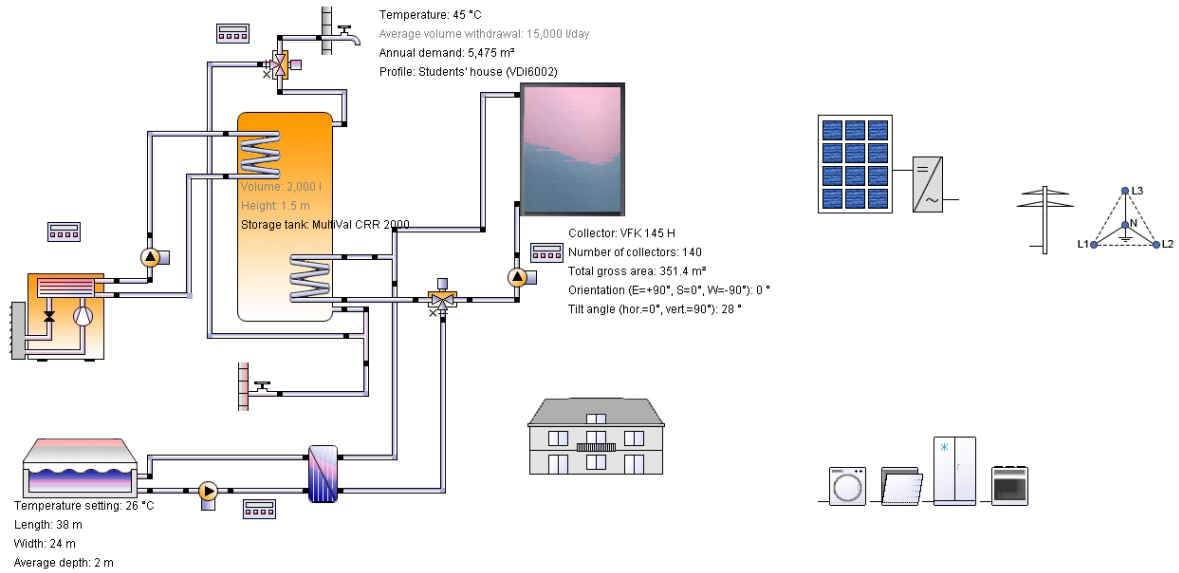 Temperature: 45 °C
Average volume withdrawal: 15,000 l/day
Annual demand: 5,475 m³
Profile: Students' house (VDI6002)
Volume: 2,000 l
Height: 1.5 m
Storage tank: MultiVal CRR 2000
Collector: VFK 145 H
Number of collectors: 140
Total gross area: 351.4 m²
Orientation (E=+90°, S=0°, W=-90°): 0 °
Tilt angle (hor.=0°, vert.=90°): 28 °
L3
N
L1
L2
Temperature setting: 26 °C
Length: 38 m
Width: 24 m
Average depth: 2 m